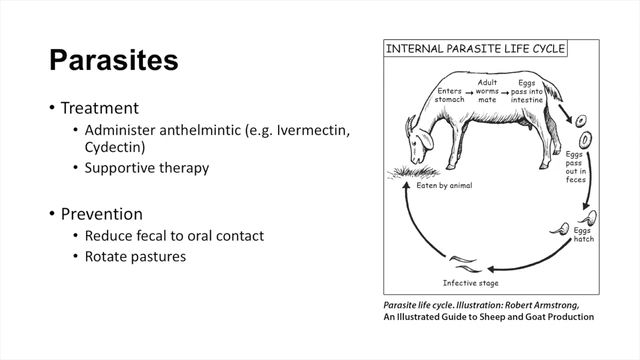 Parasites
• Treatment
• Administer anthelmintic (e.g. Ivermectin,
Cydectin)
• Supportive therapy
• Prevention
• Reduce fecal to oral contact
• Rotate pastures
INTERNAL PARASITE LIFE CYCLE
Enters
stomach
Adult
worms
mate
Eggs
pass into
intestine
Eggs
pass
out in
feces
Eggs
hatch
Infective stage
Eaten by animal
Parasite life cycle. Illustration: Robert Armstrong,
An Illustrated Guide to Sheep and Goat Production